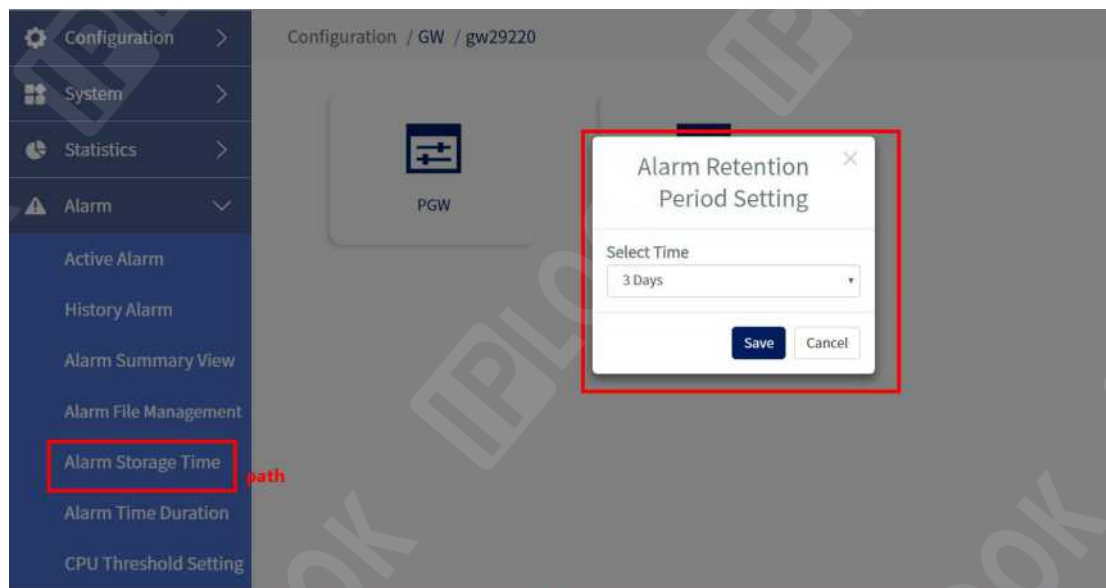 Configuration
Configuration / GW / gw29220
System
Statistics
Alarm
Active Alarm
History Alarm
Alarm Summary View
Alarm File Management
Alarm Storage Time
path
Alarm Time Duration
CPU Threshold Setting
PGW
Alarm Retention
Period Setting
Select Time
3 Days
Save
Cancel